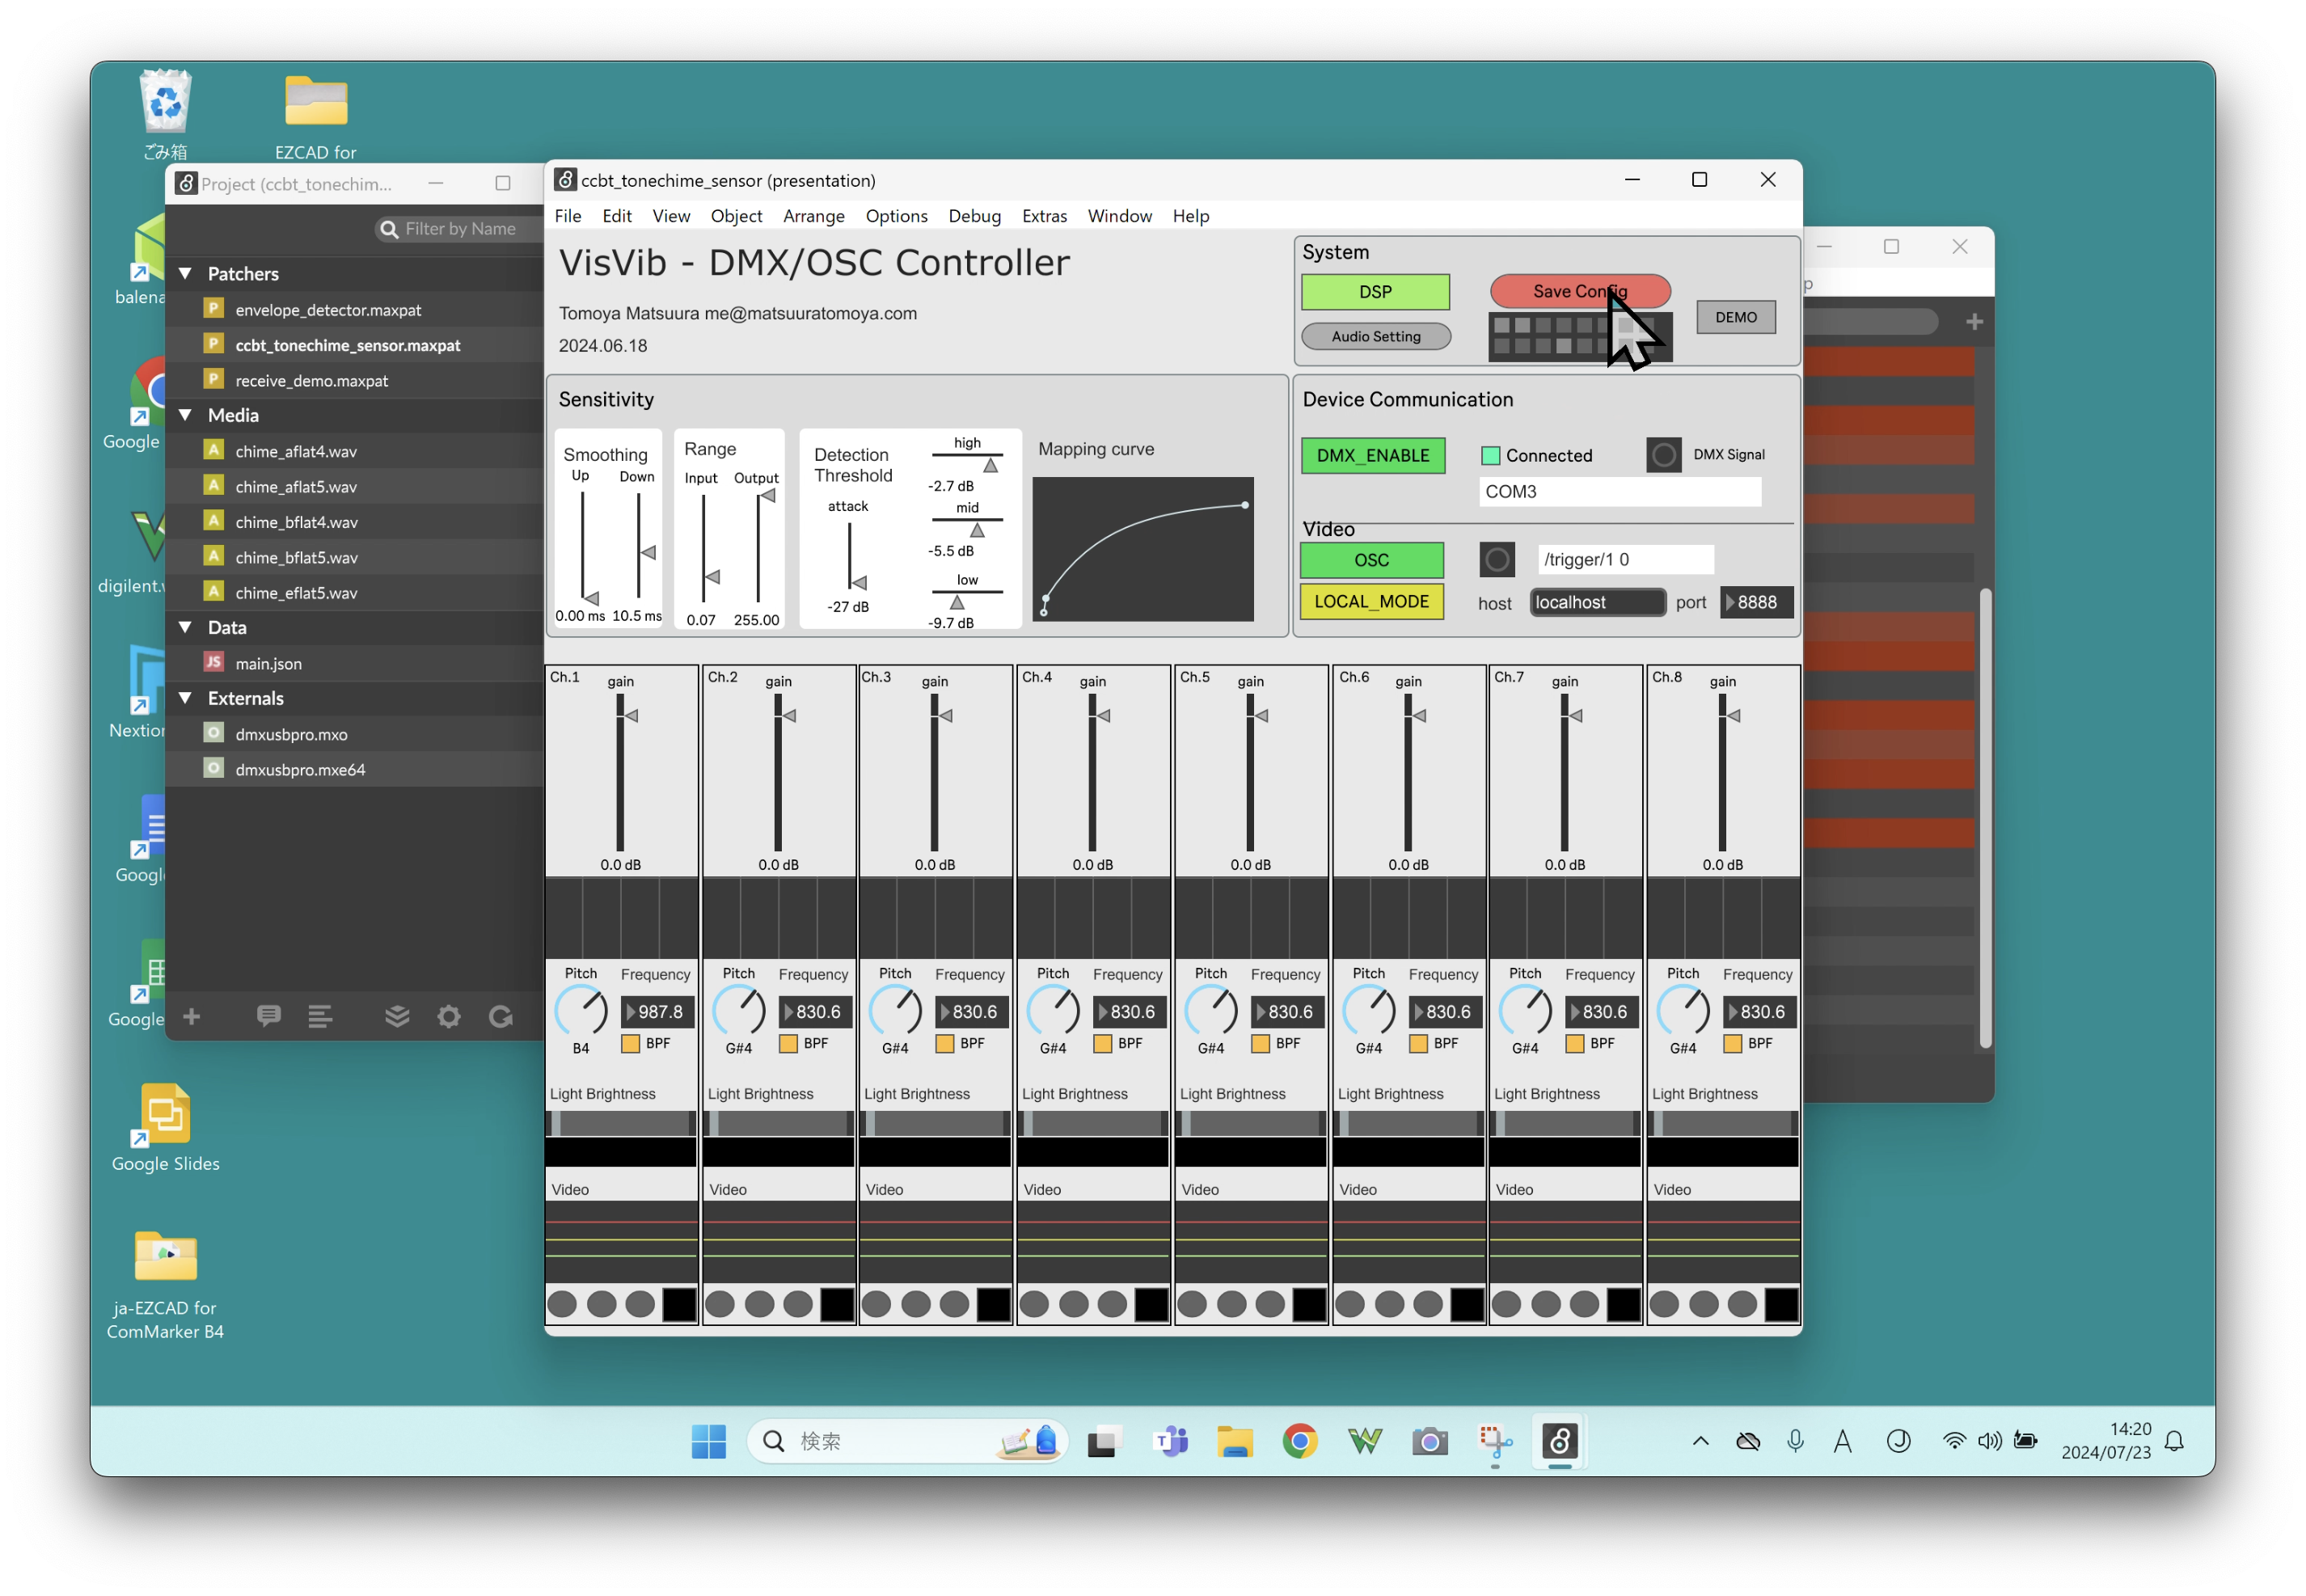 ごみ箱
EZCAD for
balena
Google
digilent.
Nextion
Google
Google
Google Slides
ja-EZCAD for
ComMarker B4
Project (ccbt_tonechim...
Filter by Name
Patchers
envelope_detector.maxpat
ccbt_tonechime_sensor.maxpat
receive_demo.maxpat
Media
chime_aflat4.wav
chime_aflat5.wav
chime_bflat4.wav
chime_bflat5.wav
chime_eflat5.wav
Data
main.json
Externals
dmxusbpro.mxo
dmxusbpro.mxe64
ccbt_tonechime_sensor (presentation)
File Edit View Object Arrange Options Debug Extras Window Help
VisVib - DMX/OSC Controller
Tomoya Matsuura me@matsuuratomoya.com
2024.06.18
System
DSP
Save Config
Audio Setting
DEMO
Sensitivity
Smoothing
Up Down
0.00 ms 10.5 ms
Range
Input Output
0.07 255.00
Detection
Threshold
attack
-27 dB
high
-2.7 dB
mid
-5.5 dB
low
-9.7 dB
Mapping curve
Device Communication
DMX_ENABLE
Connected
DMX Signal
COM3
Video
OSC
/trigger/1 0
LOCAL_MODE
host localhost port 8888
Ch.1 gain Ch.2 gain Ch.3 gain Ch.4 gain Ch.5 gain Ch.6 gain Ch.7 gain Ch.8 gain
0.0 dB 0.0 dB 0.0 dB 0.0 dB 0.0 dB 0.0 dB 0.0 dB 0.0 dB
Pitch Frequency Pitch Frequency Pitch Frequency Pitch Frequency Pitch Frequency Pitch Frequency Pitch Frequency Pitch Frequency
987.8 830.6 830.6 830.6 830.6 830.6 830.6 830.6
B4 BPF G#4 BPF G#4 BPF G#4 BPF G#4 BPF G#4 BPF G#4 BPF G#4 BPF
Light Brightness Light Brightness Light Brightness Light Brightness Light Brightness Light Brightness Light Brightness Light Brightness
Video Video Video Video Video Video Video Video
検索
A
14:20
2024/07/23